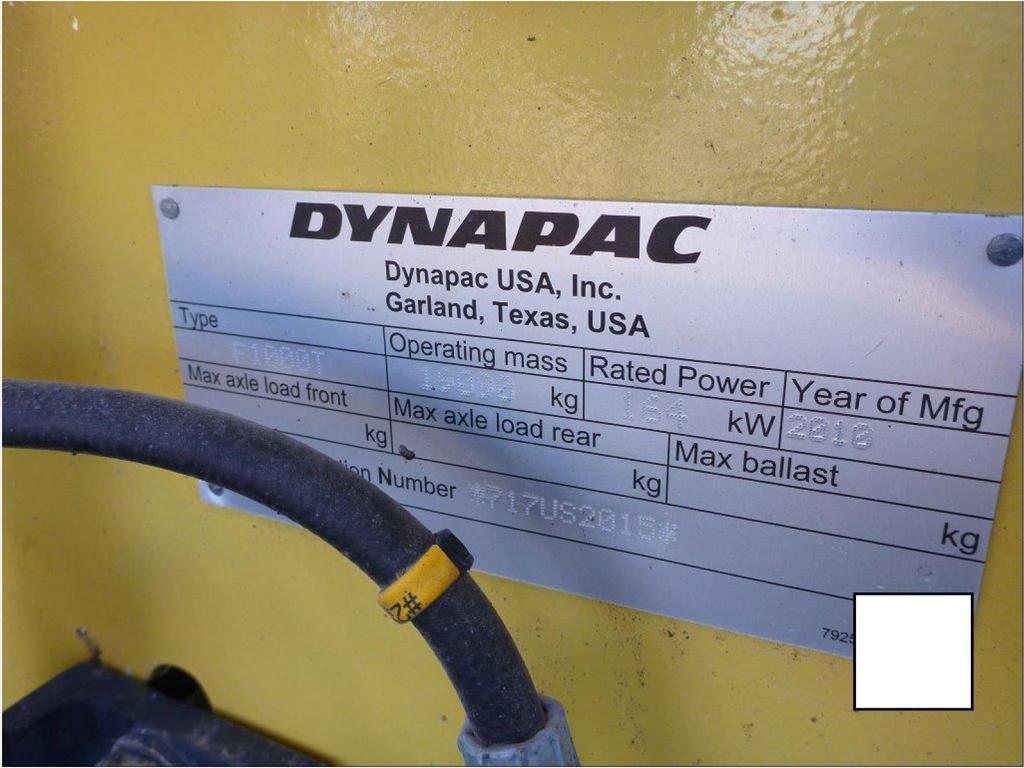 DYNAPAC
Dynapac USA, Inc.
Garland, Texas, USA
Type
F1000T
Operating mass
kg
Rated Power
164 kW
Year of Mfg
2010
Max axle load front
kg
Max axle load rear
kg
Max ballast
kg
Number *717US2015*
#2